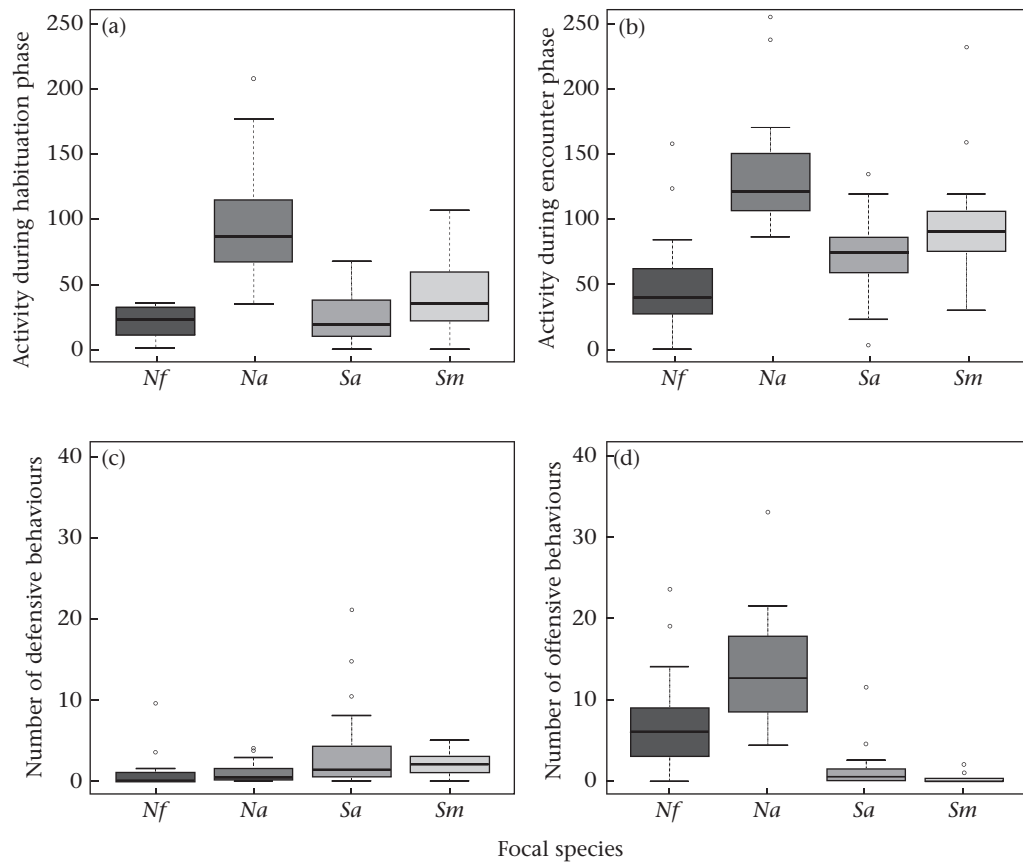 (a)
Activity during habituation phase
250
200
150
100
50
0
Nf Na Sa Sm
(b)
Activity during encounter phase
250
200
150
100
50
0
Nf Na Sa Sm
(c)
Number of defensive behaviours
40
30
20
10
0
Nf Na Sa Sm
(d)
Number of offensive behaviours
40
30
20
10
0
Nf Na Sa Sm
Focal species